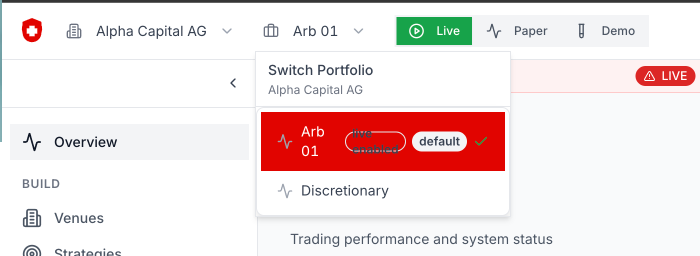 Alpha Capital AG
Arb 01
Live
Paper
Demo
Switch Portfolio
Alpha Capital AG
LIVE
Overview
Arb
01
enabled
default
BUILD
Discretionary
Venues
Trading performance and system status
Strategies